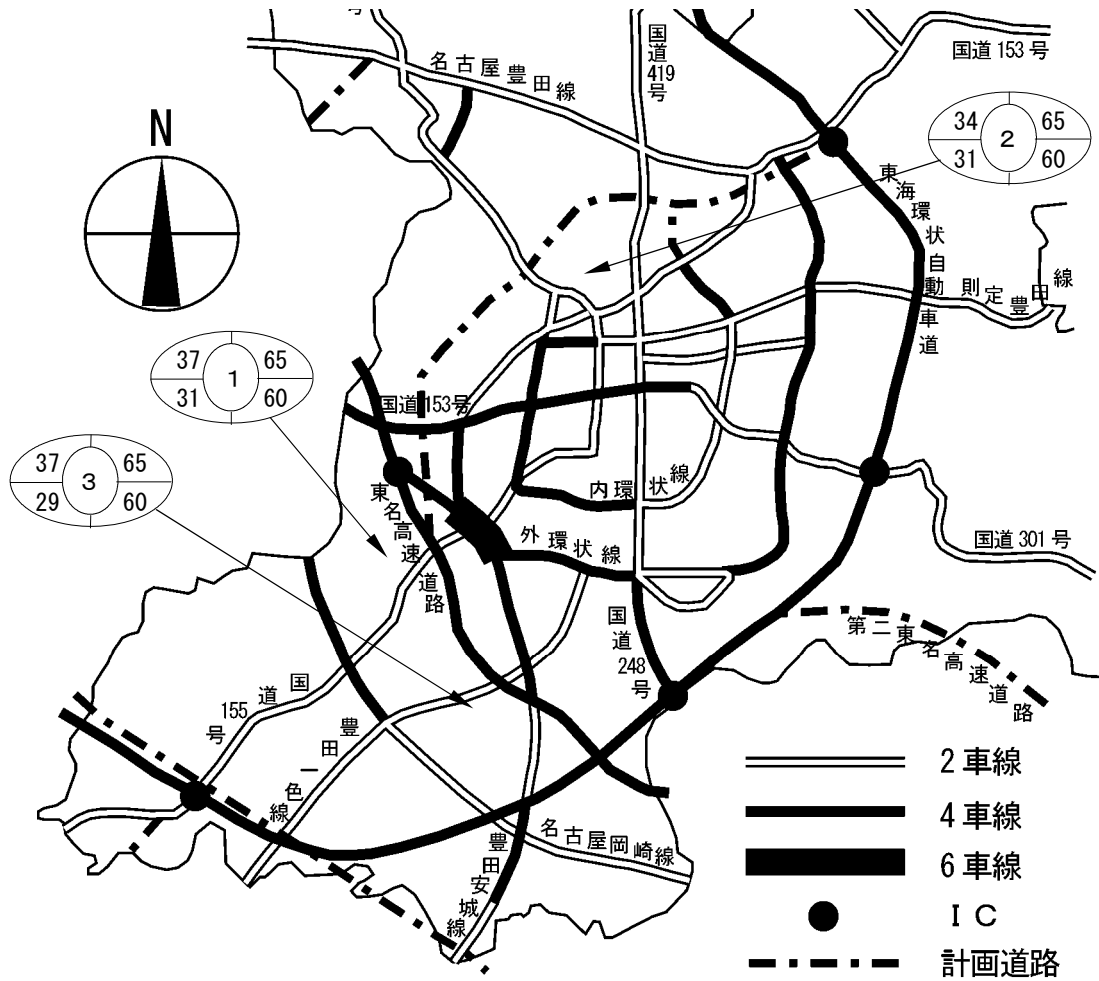 号
国道419号
国道153号
名古屋豊田線
N
34 65
2
31 60
東海環状自動車道
則定豊田線
37 65
1
31 60
国道153号
37 65
3
29 60
東名高速道路
内環状線
外環状線
国道301号
国道248号
第二東名高速道路
国道155号
豊田一色線
名古屋岡崎線
豊田安城線
2車線
4車線
6車線
IC
計画道路